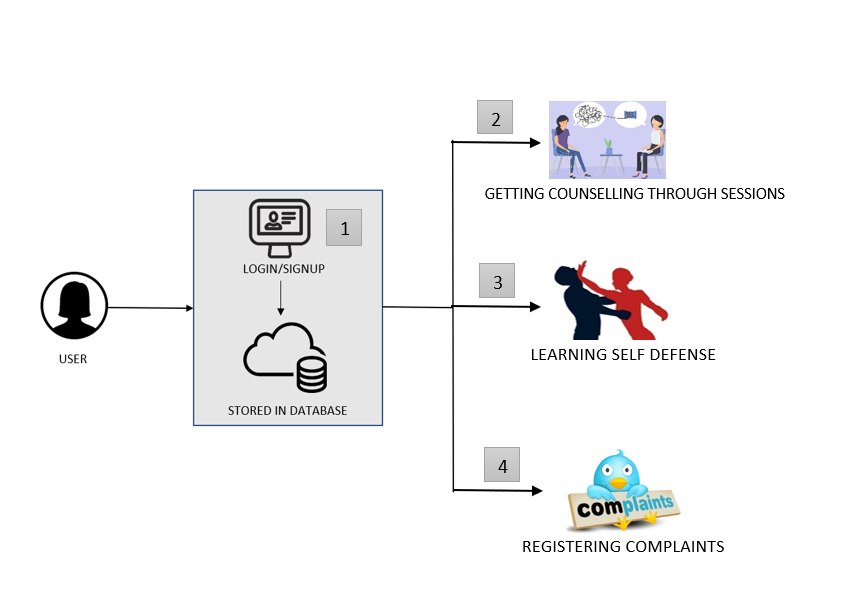 2
GETTING COUNSELLING THROUGH SESSIONS
1
LOGIN/SIGNUP
3
USER
LEARNING SELF DEFENSE
STORED IN DATABASE
4
complaints
REGISTERING COMPLAINTS